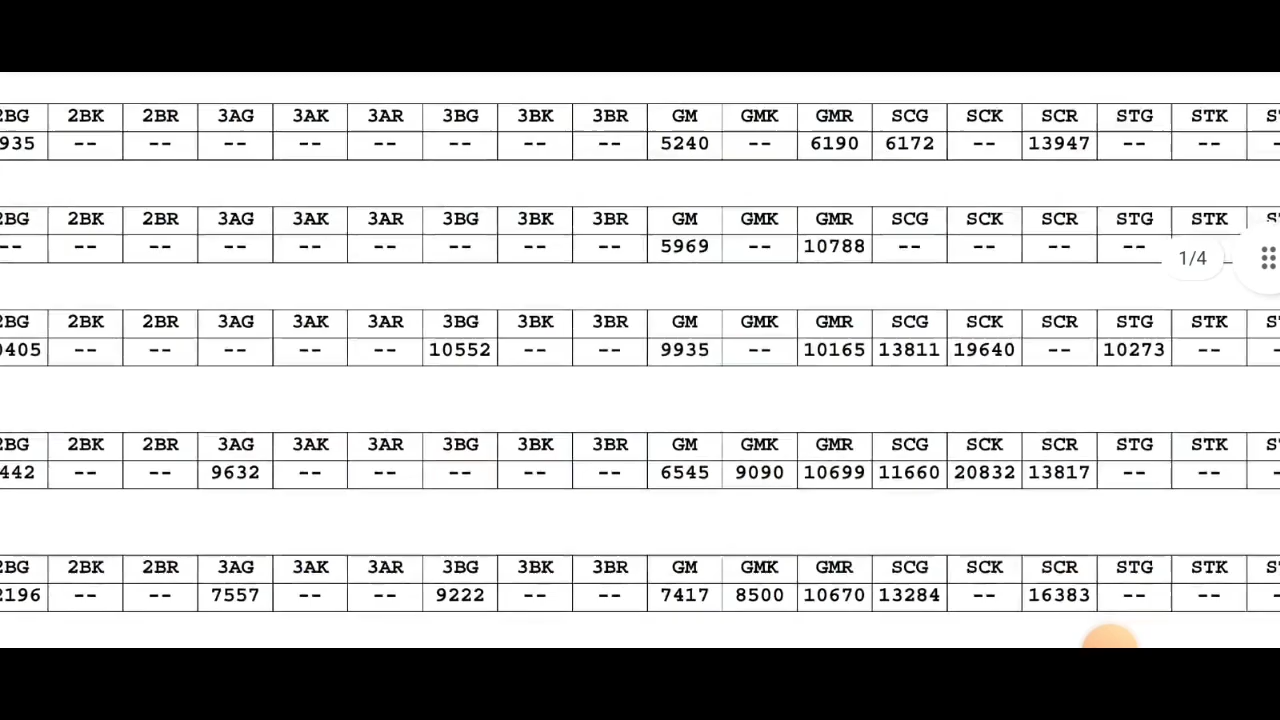 2BG 2BK 2BR 3AG 3AK 3AR 3BG 3BK 3BR GM GMK GMR SCG SCK SCR STG STK
935 -- -- -- -- -- -- -- -- 5240 -- 6190 6172 -- 13947 -- --
2BG 2BK 2BR 3AG 3AK 3AR 3BG 3BK 3BR GM GMK GMR SCG SCK SCR STG STK
-- -- -- -- -- -- -- -- -- 5969 -- 10788 -- -- -- --
1/4
2BG 2BK 2BR 3AG 3AK 3AR 3BG 3BK 3BR GM GMK GMR SCG SCK SCR STG STK
0405 -- -- -- -- -- 10552 -- -- 9935 -- 10165 13811 19640 -- 10273 --
2BG 2BK 2BR 3AG 3AK 3AR 3BG 3BK 3BR GM GMK GMR SCG SCK SCR STG STK
442 -- -- 9632 -- -- -- -- -- 6545 9090 10699 11660 20832 13817 -- --
2BG 2BK 2BR 3AG 3AK 3AR 3BG 3BK 3BR GM GMK GMR SCG SCK SCR STG STK
2196 -- -- 7557 -- -- 9222 -- -- 7417 8500 10670 13284 -- 16383 -- --